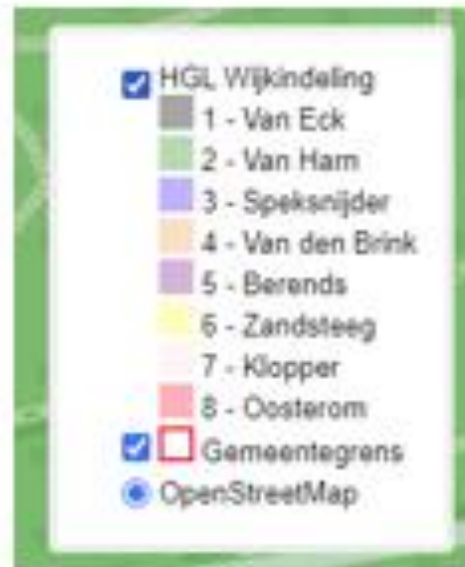 HGL Wijkindeling
1 - Van Eck
2 - Van Ham
3 - Speksnijder
4 - Van den Brink
5 - Berends
6 - Zandsteeg
7 - Klopper
8 - Oosterom
Gemeentegrens
OpenStreetMap